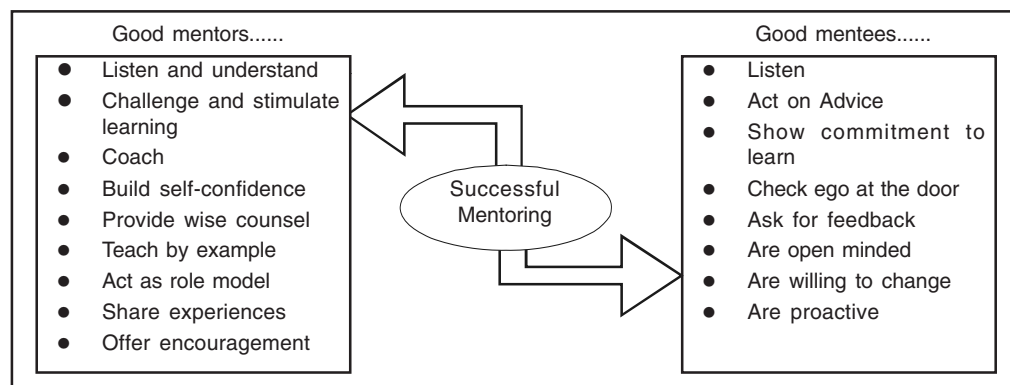 Good mentors......
● Listen and understand
● Challenge and stimulate
learning
● Coach
● Build self-confidence
● Provide wise counsel
● Teach by example
● Act as role model
● Share experiences
● Offer encouragement
Successful
Mentoring
Good mentees......
● Listen
● Act on Advice
● Show commitment to
learn
● Check ego at the door
● Ask for feedback
● Are open minded
● Are willing to change
● Are proactive